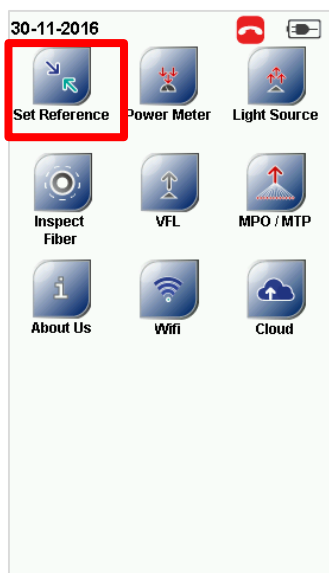 30-11-2016
Set Reference
Power Meter
Light Source
Inspect
Fiber
VFL
MPO / MTP
i
About Us
Wifi
Cloud